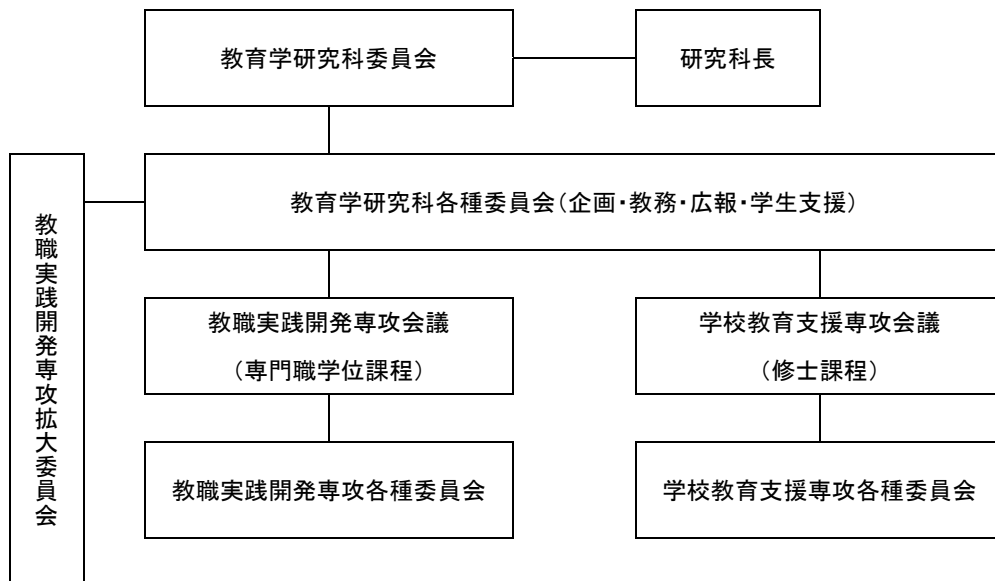 教育学研究科委員会
研究科長
教職実践開発専攻拡大委員会
教育学研究科各種委員会(企画・教務・広報・学生支援)
教職実践開発専攻会議
(専門職学位課程)
学校教育支援専攻会議
(修士課程)
教職実践開発専攻各種委員会
学校教育支援専攻各種委員会